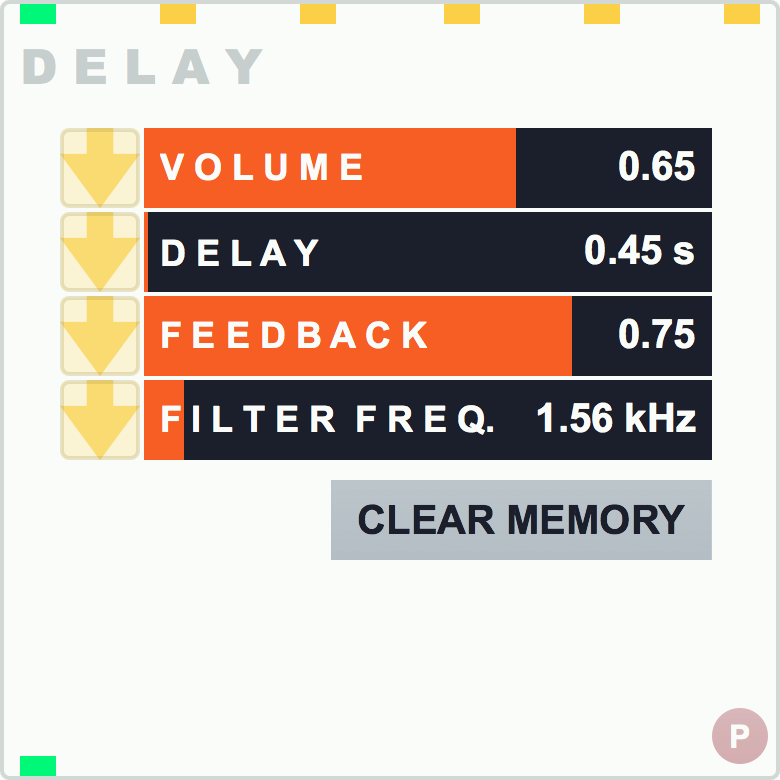 DELAY
VOLUME 0.65
DELAY 0.45 s
FEEDBACK 0.75
FILTER FREQ. 1.56 kHz
CLEAR MEMORY
P